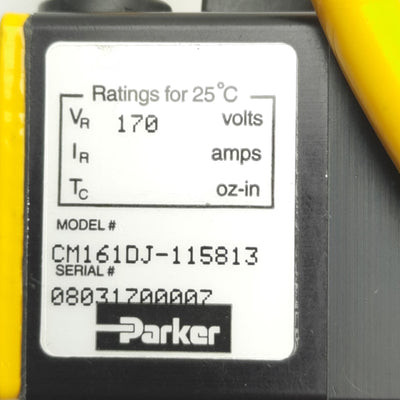 Ratings for 25°C
VR 170 volts
IR amps
TC oz-in
MODEL #
CM161DJ-115813
SERIAL #
08031700007
Parker